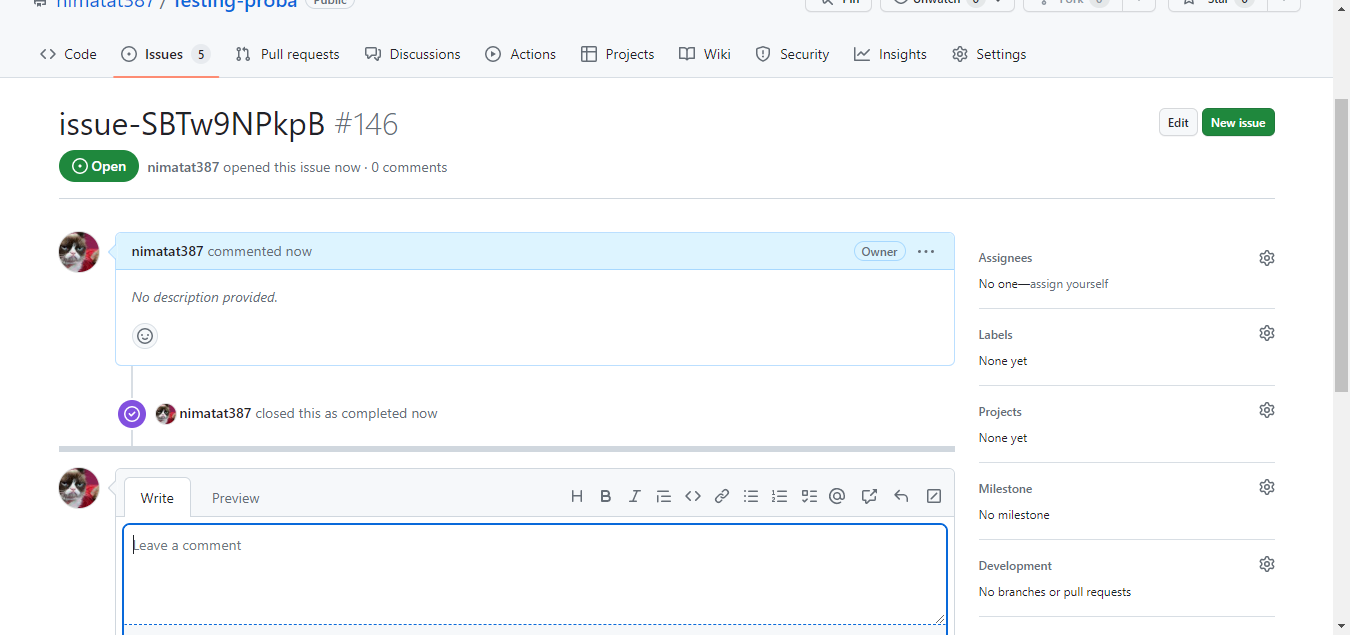 nimatat387 / Testing-proba Public
Pin Unwatch Fork 0 Star 0
Code Issues 5 Pull requests Discussions Actions Projects Wiki Security Insights Settings
issue-SBTw9NPkpB #146
Edit New issue
Open nimatat387 opened this issue now · 0 comments
nimatat387 commented now Owner
No description provided.
nimatat387 closed this as completed now
Write Preview
Leave a comment
Assignees
No one—assign yourself
Labels
None yet
Projects
None yet
Milestone
No milestone
Development
No branches or pull requests